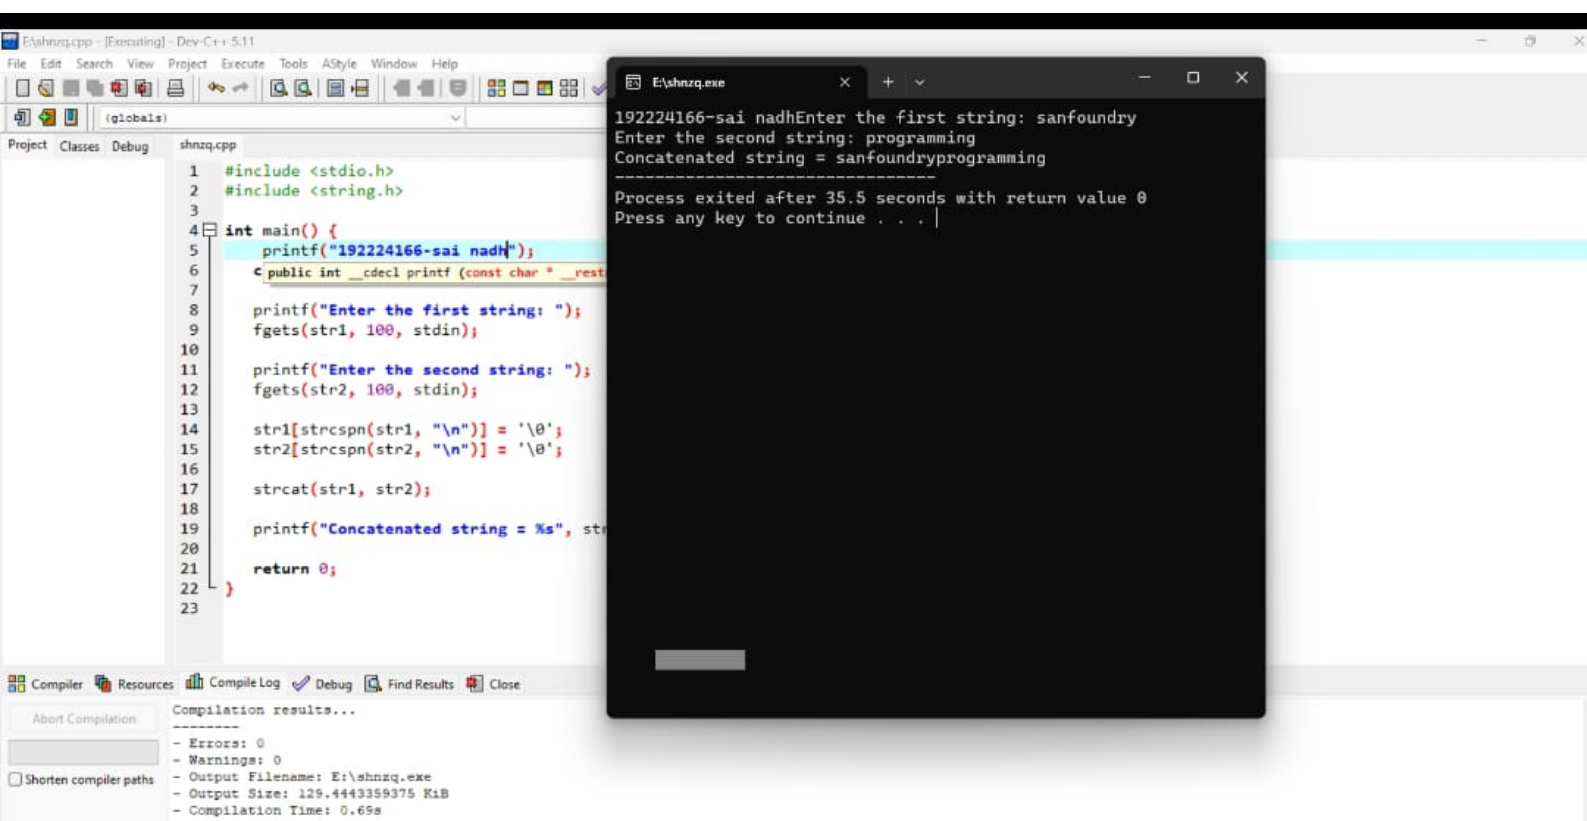 E:\shnzq.cpp - [Executing] - Dev-C++ 5.11
File Edit Search View Project Execute Tools AStyle Window Help
(globals)
Project Classes Debug
shnzq.cpp
1 #include <stdio.h>
2 #include <string.h>
3
4 int main() {
5 printf("192224166-sai nadh");
6 c public int __cdecl printf (const char * __rest
7
8 printf("Enter the first string: ");
9 fgets(str1, 100, stdin);
10
11 printf("Enter the second string: ");
12 fgets(str2, 100, stdin);
13
14 str1[strcspn(str1, "\n")] = '\0';
15 str2[strcspn(str2, "\n")] = '\0';
16
17 strcat(str1, str2);
18
19 printf("Concatenated string = %s", str
20
21 return 0;
22 }
23
E:\shnzq.exe
192224166-sai nadhEnter the first string: sanfoundry
Enter the second string: programming
Concatenated string = sanfoundryprogramming
--------------------------------
Process exited after 35.5 seconds with return value 0
Press any key to continue . . .
Compiler Resources Compile Log Debug Find Results Close
Abort Compilation
Shorten compiler paths
Compilation results...
--------
- Errors: 0
- Warnings: 0
- Output Filename: E:\shnzq.exe
- Output Size: 129.4443359375 KiB
- Compilation Time: 0.69s